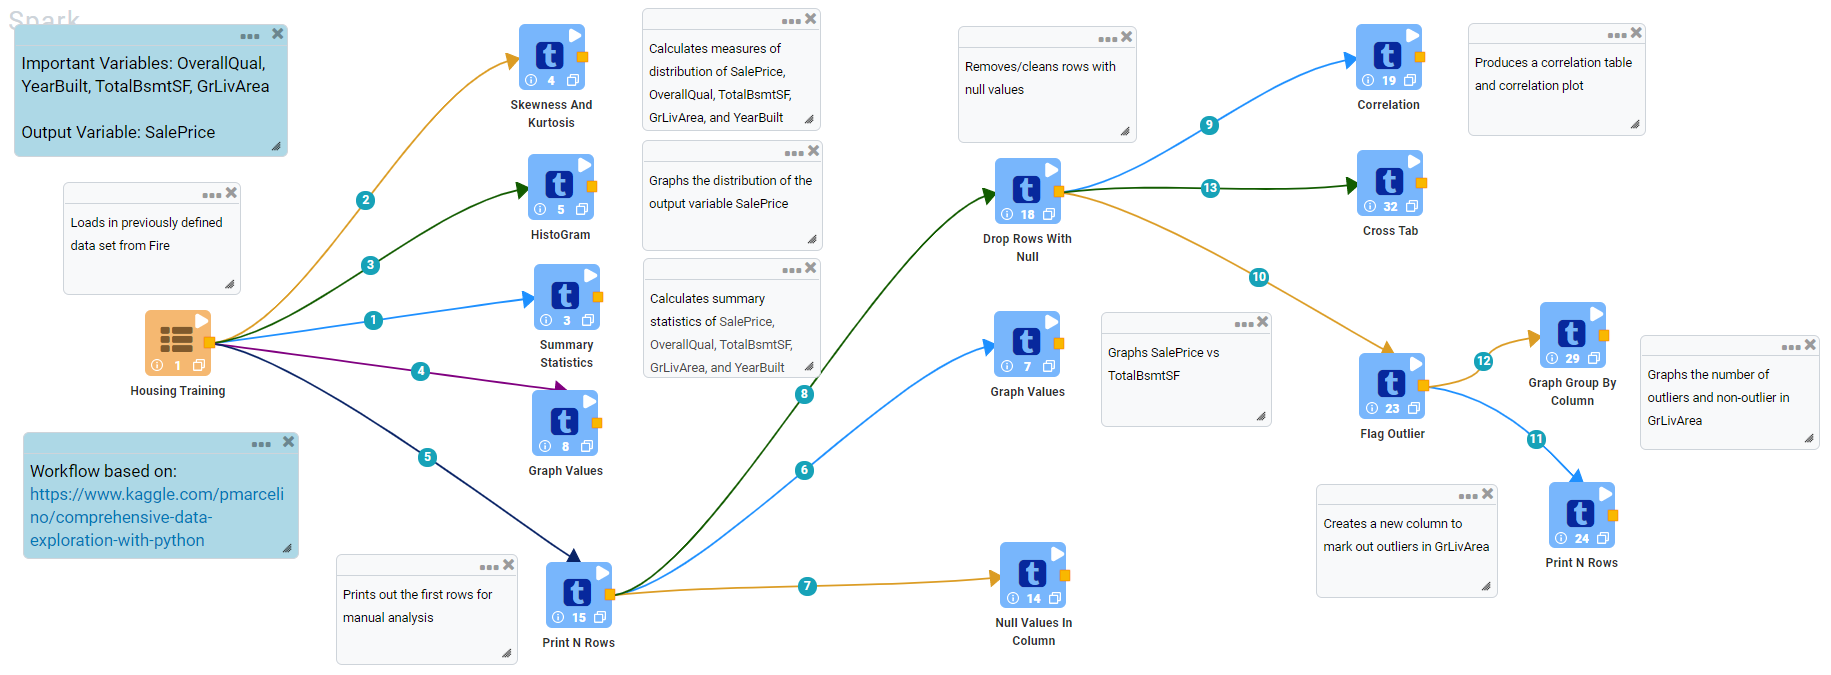 Spark
Important Variables: OverallQual,
YearBuilt, TotalBsmtSF, GrLivArea
Output Variable: SalePrice
Loads in previously defined
data set from Fire
1
Housing Training
Workflow based on:
https://www.kaggle.com/pmarceli
no/comprehensive-data-
exploration-with-python
2
3
1
4
5
4
Skewness And
Kurtosis
Calculates measures of
distribution of SalePrice,
OverallQual, TotalBsmtSF,
GrLivArea, and YearBuilt
5
HistoGram
Graphs the distribution of the
output variable SalePrice
3
Summary
Statistics
Calculates summary
statistics of SalePrice,
OverallQual, TotalBsmtSF,
GrLivArea, and YearBuilt
8
Graph Values
Prints out the first rows for
manual analysis
15
Print N Rows
8
6
7
Removes/cleans rows with
null values
18
Drop Rows With
Null
7
Graph Values
Graphs SalePrice vs
TotalBsmtSF
14
Null Values In
Column
9
13
10
19
Correlation
Produces a correlation table
and correlation plot
32
Cross Tab
23
Flag Outlier
12
11
29
Graph Group By
Column
Graphs the number of
outliers and non-outlier in
GrLivArea
Creates a new column to
mark out outliers in GrLivArea
24
Print N Rows